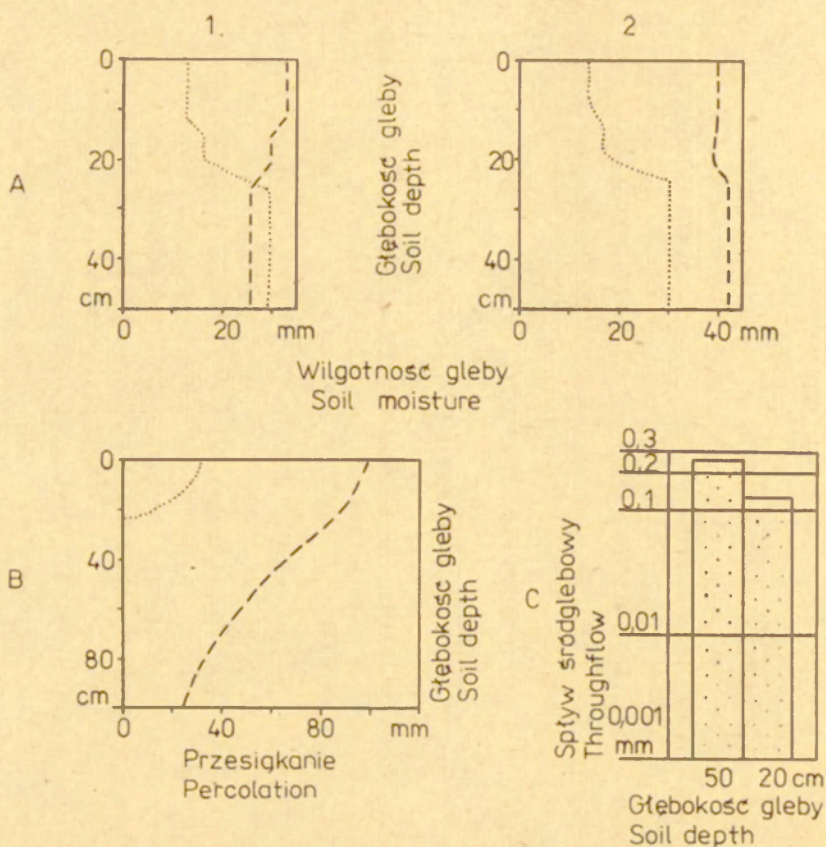 1.
2
A
0
20
40
cm
0
20
mm
Głębokość gleby
Soil depth
0
20
40
cm
0
20
40 mm
Wilgotność gleby
Soil moisture
B
0
40
80
cm
0
40
80
mm
Przesiąkanie
Percolation
Głębokość gleby
Soil depth
C
Spływ śródglebowy
Throughflow
0,3
0,2
0,1
0,01
0,001
mm
50
20 cm
Głębokość gleby
Soil depth